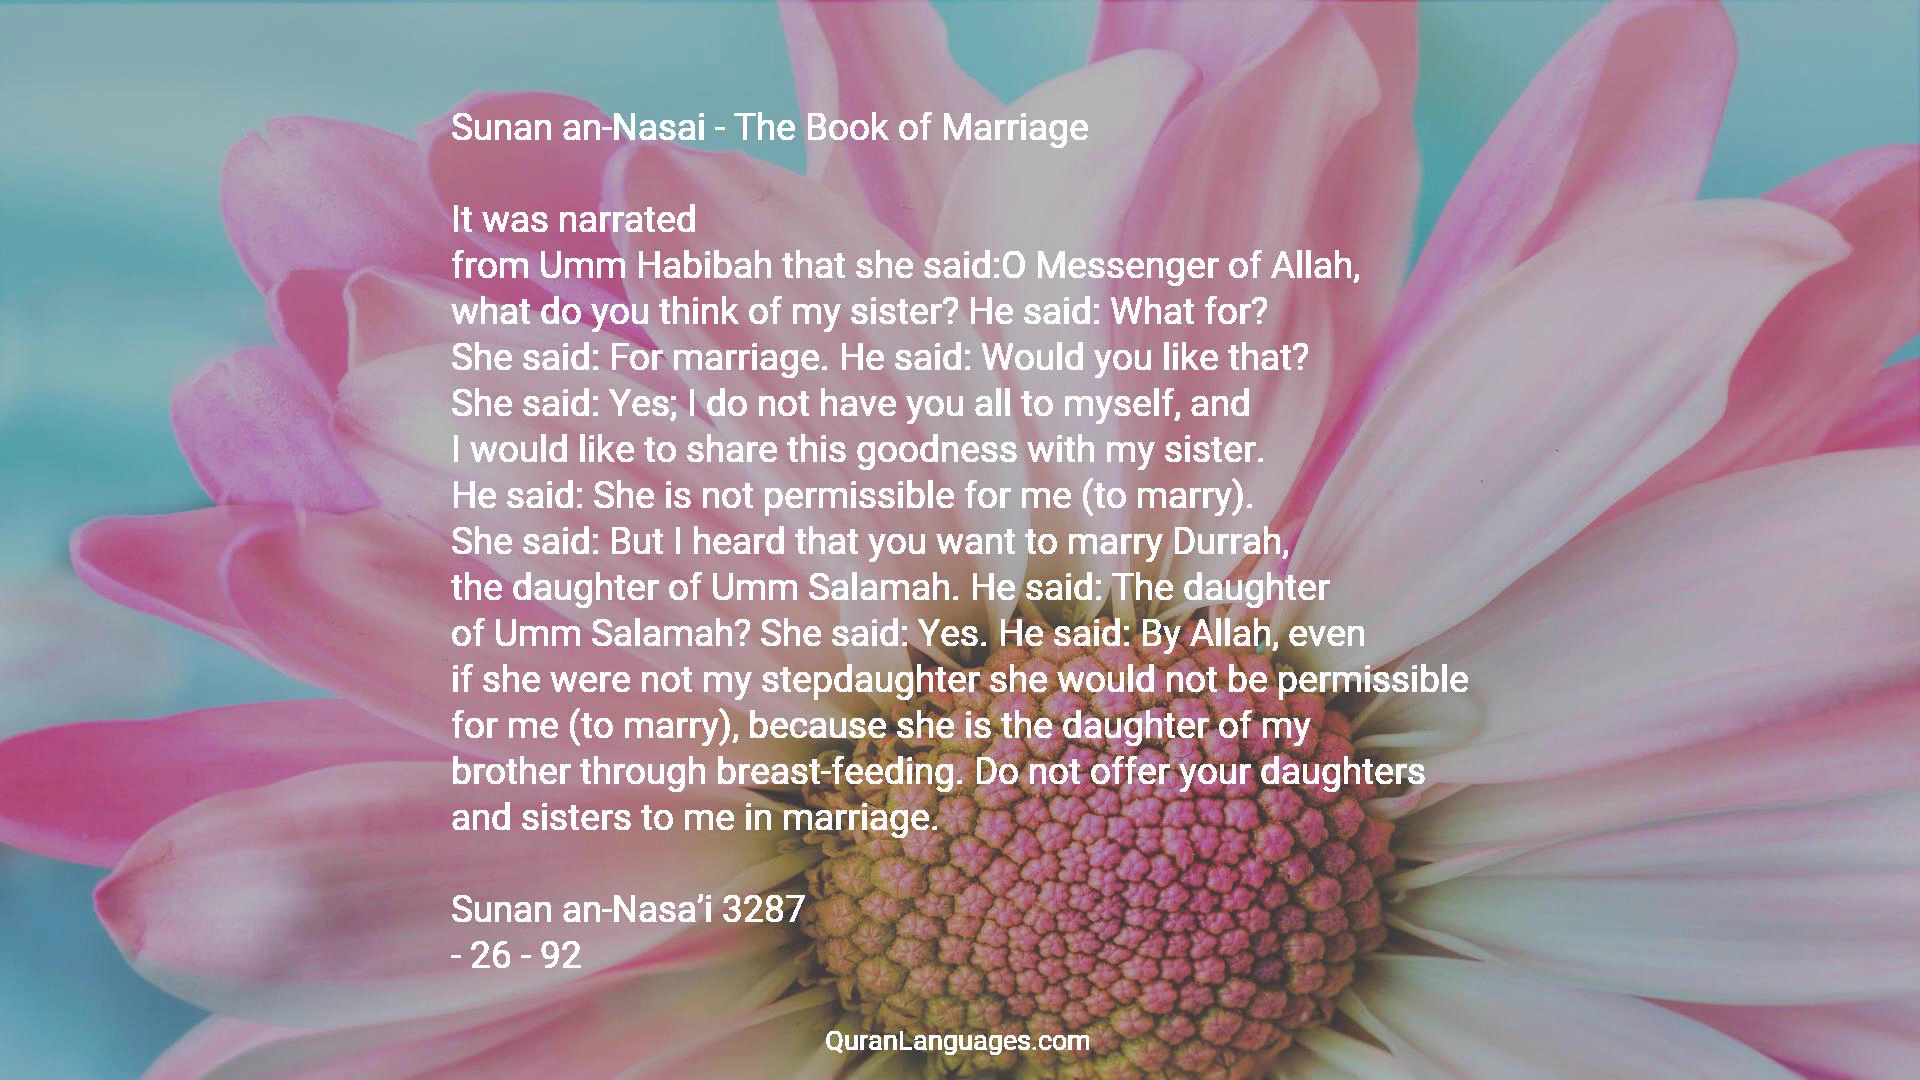 Sunan an-Nasai - The Book of Marriage
It was narrated
from Umm Habibah that she said:O Messenger of Allah,
what do you think of my sister? He said: What for?
She said: For marriage. He said: Would you like that?
She said: Yes; I do not have you all to myself, and
I would like to share this goodness with my sister.
He said: She is not permissible for me (to marry).
She said: But I heard that you want to marry Durrah,
the daughter of Umm Salamah. He said: The daughter
of Umm Salamah? She said: Yes. He said: By Allah, even
if she were not my stepdaughter she would not be permissible
for me (to marry), because she is the daughter of my
brother through breast-feeding. Do not offer your daughters
and sisters to me in marriage.
Sunan an-Nasa’i 3287
- 26 - 92
QuranLanguages.com